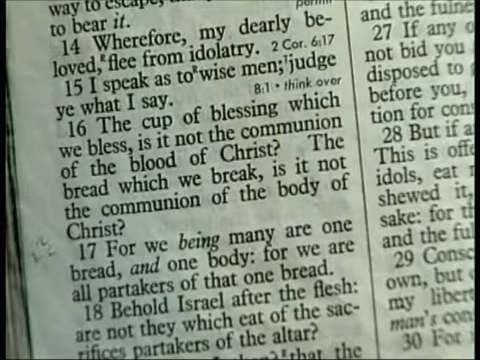 way to escape, that
to bear it.
14 Wherefore, my dearly be-
loved, flee from idolatry. 2 Cor. 6:17
15 I speak as to wise men; judge
ye what I say. 8:1 · think over
16 The cup of blessing which
we bless, is it not the communion
of the blood of Christ? The
bread which we break, is it not
the communion of the body of
Christ?
17 For we being many are one
bread, and one body: for we are
all partakers of that one bread.
18 Behold Israel after the flesh:
are not they which eat of the sac-
rifices partakers of the altar?
that the
and the fulne
27 If any o
not bid you
disposed to
before you,
tion for con
28 But if a
This is offe
idols, eat
shewed it,
sake: for th
and the ful
29 Consc
own, but
my libert
man's con
30 For